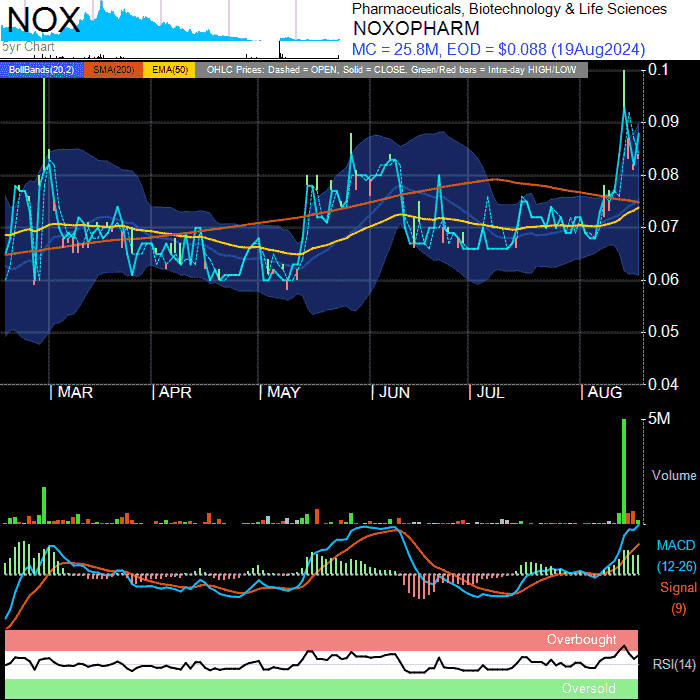 NOX
5yr Chart
Pharmaceuticals, Biotechnology & Life Sciences
NOXOPHARM
MC = 25.8M, EOD = $0.088 (19Aug2024)
BollBands(20,2) SMA(200) EMA(50) OHLC Prices: Dashed = OPEN, Solid = CLOSE, Green/Red bars = Intra-day HIGH/LOW
0.1
0.09
0.08
0.07
0.06
0.05
0.04
MAR APR MAY JUN JUL AUG
5M
Volume
MACD
(12-26)
Signal
(9)
Overbought
RSI(14)
Oversold